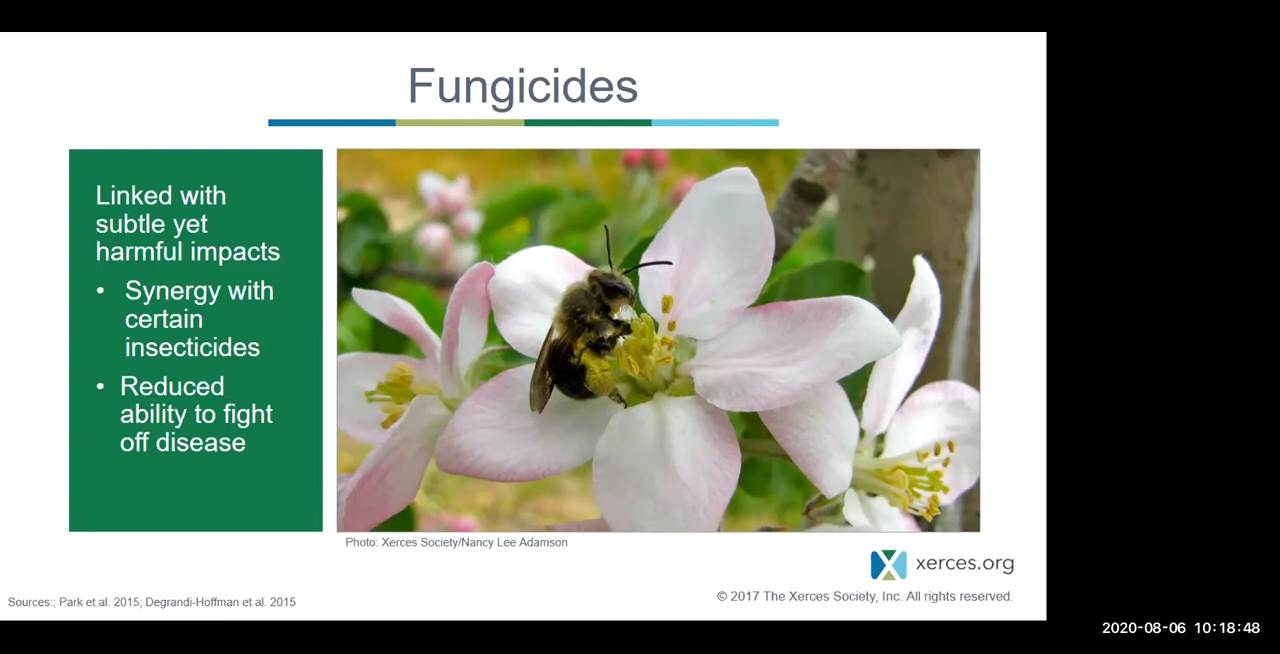 Fungicides
Linked with
subtle yet
harmful impacts
• Synergy with
certain
insecticides
• Reduced
ability to fight
off disease
Photo: Xerces Society/Nancy Lee Adamson
xerces.org
Sources:; Park et al. 2015; Degrandi-Hoffman et al. 2015
© 2017 The Xerces Society, Inc. All rights reserved.
2020-08-06 10:18:48